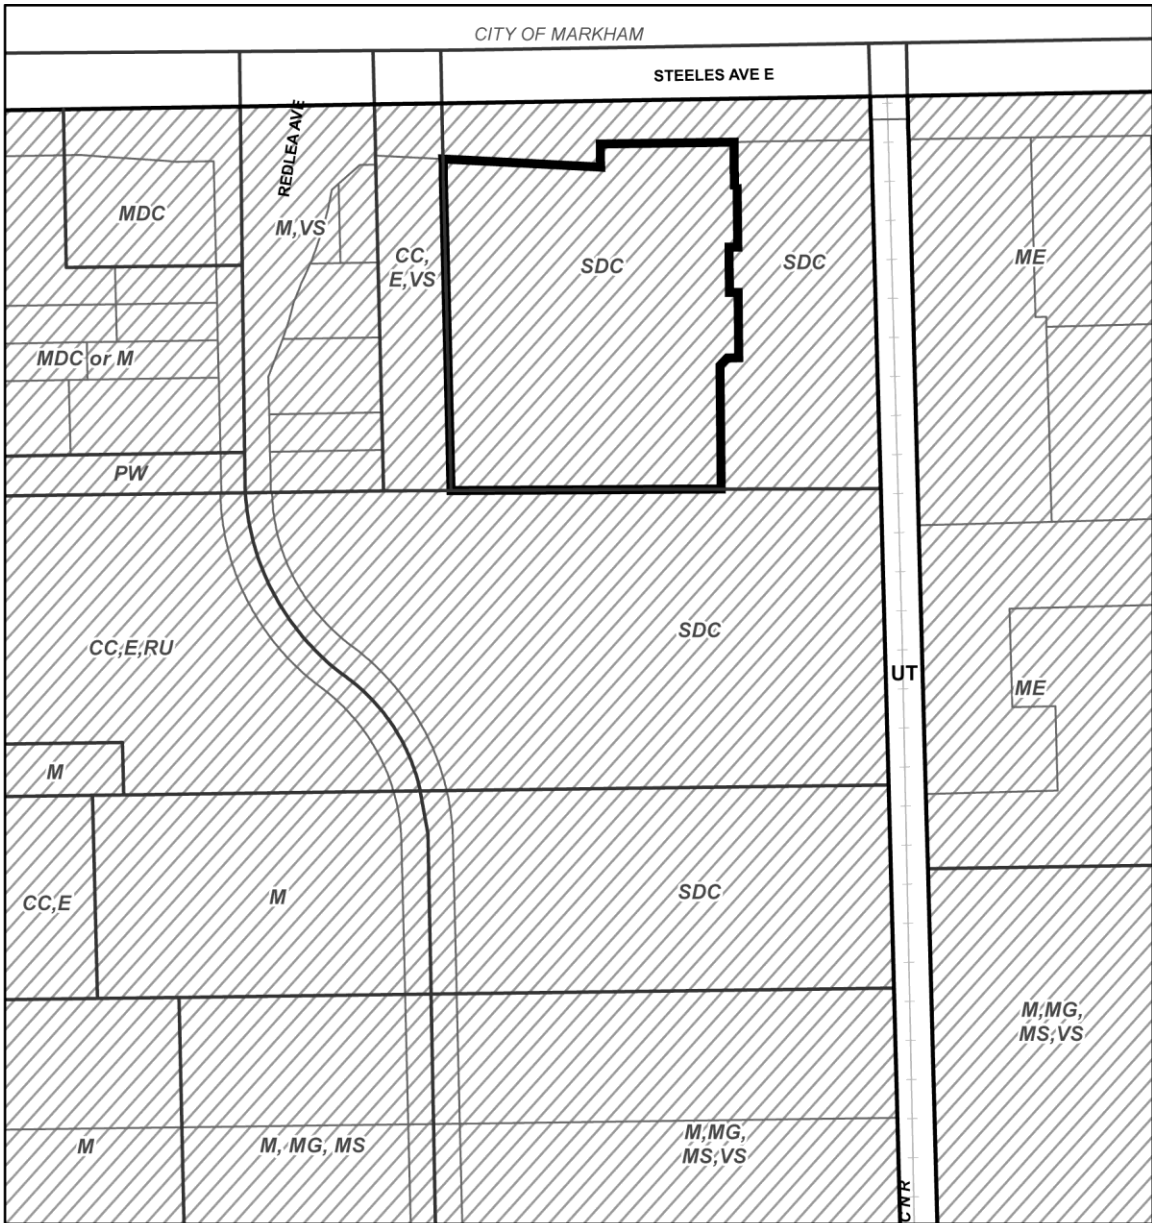 CITY OF MARKHAM
STEELES AVE E
REDLEA AVE
MDC
M,VS
CC,
E,VS
SDC
SDC
ME
MDC or M
PW
CC,E,RU
SDC
UT
ME
M
CC,E
M
SDC
M,MG,
MS,VS
M
M, MG, MS
M,MG,
MS,VS
CNR